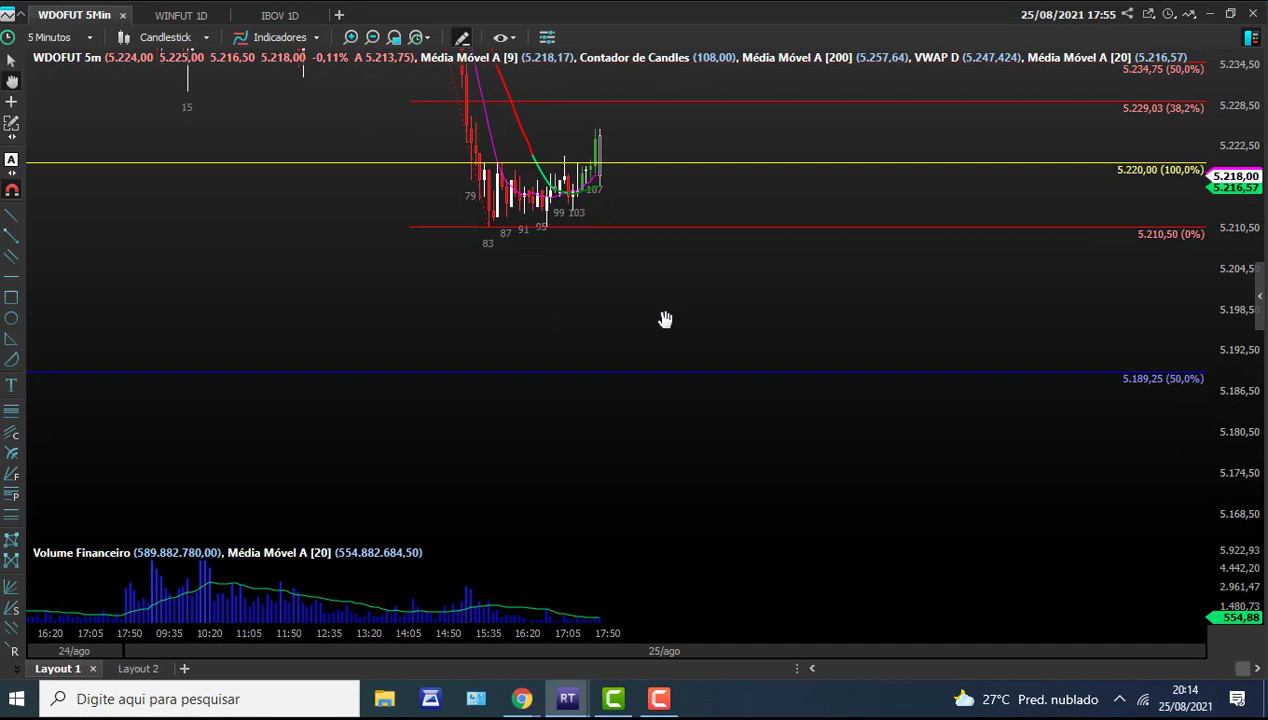 WDOFUT 5Min
WINFUT 1D
IBOV 1D
25/08/2021 17:55
5 Minutos
Candlestick
Indicadores
WDOFUT 5m (5.224,00 5.225,00 5.216,50 5.218,00 -0,11% A 5.213,75), Média Móvel A [9] (5.218,17), Contador de Candles (108,00), Média Móvel A [200] (5.257,64), VWAP D (5.247,424), Média Móvel A [20] (5.216,57)
5.234,75 (50,0%)
5.234,50
15
5.229,03 (38,2%)
5.228,50
5.222,50
5.220,00 (100,0%)
5.218,00
5.216,57
79
83
87
91
95
99
103
107
5.210,50 (0%)
5.210,50
5.204,50
5.198,50
5.192,50
5.189,25 (50,0%)
5.186,50
5.180,50
5.174,50
5.168,50
Volume Financeiro (589.882.780,00), Média Móvel A [20] (554.882.684,50)
5.922,93
4.442,20
2.961,47
1.480,73
554,88
16:20 17:05 17:50 09:35 10:20 11:05 11:50 12:35 13:20 14:05 14:50 15:35 16:20 17:05 17:50
24/ago
25/ago
Layout 1
Layout 2
Digite aqui para pesquisar
RT
27°C Pred. nublado
20:14
25/08/2021